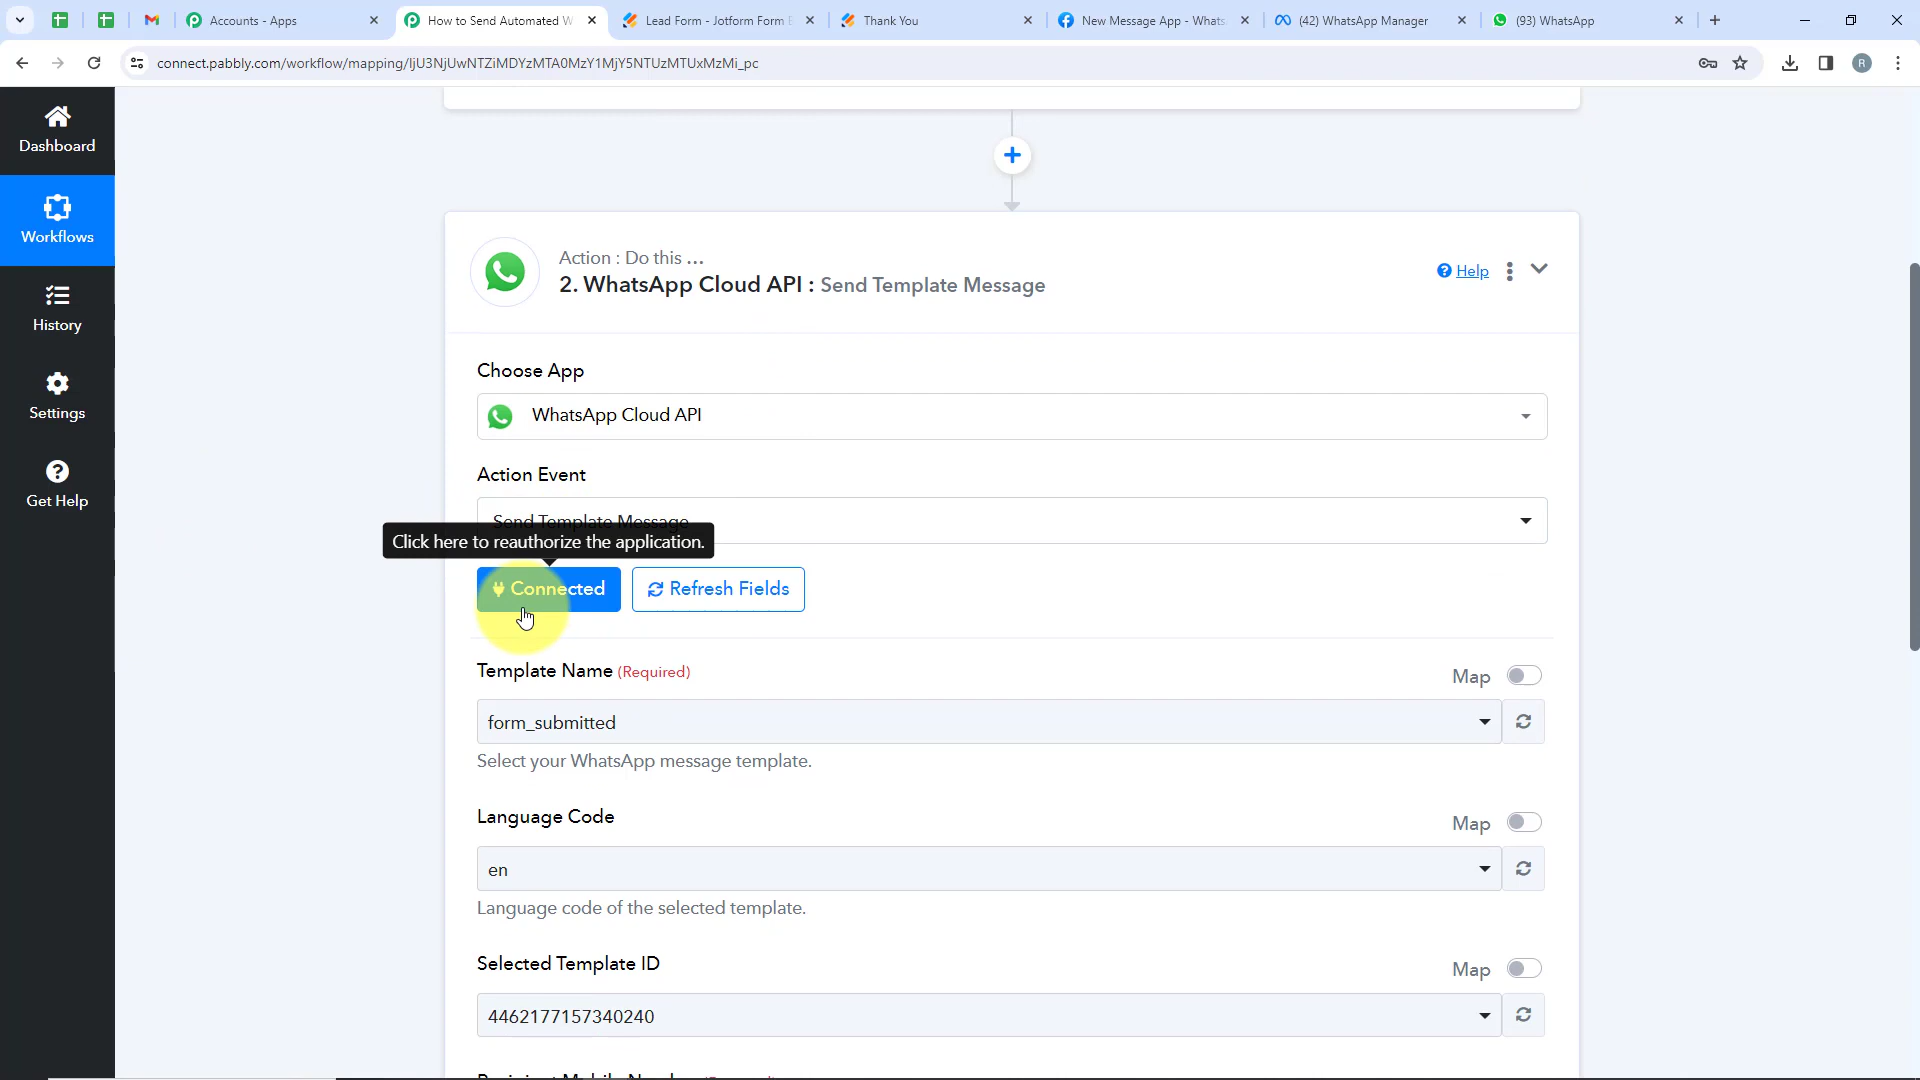 Accounts - Apps
How to Send Automated W
Lead Form - Jotform Form B
Thank You
New Message App - Whats
(42) WhatsApp Manager
(93) WhatsApp
connect.pabbly.com/workflow/mapping/IjU3NjUwNTZiMDYzMTA0MzY1MjY5NTUzMTUxMzMi_pc
R
Dashboard
Workflows
History
Settings
Get Help
Action : Do this ...
2. WhatsApp Cloud API : Send Template Message
Help
Choose App
WhatsApp Cloud API
Action Event
Send Template Message
Click here to reauthorize the application.
Connected
Refresh Fields
Template Name (Required)
Map
form_submitted
Select your WhatsApp message template.
Language Code
Map
en
Language code of the selected template.
Selected Template ID
Map
4462177157340240